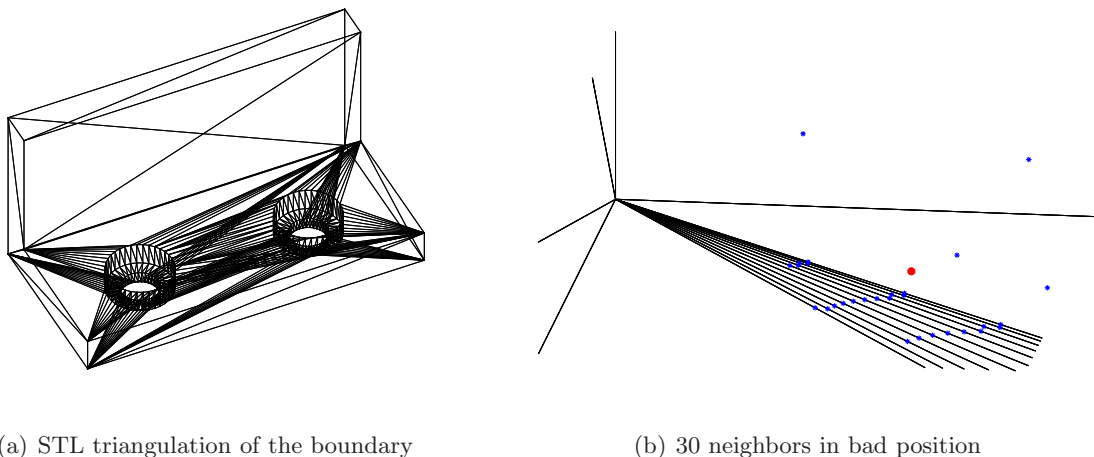 (a) STL triangulation of the boundary
(b) 30 neighbors in bad position